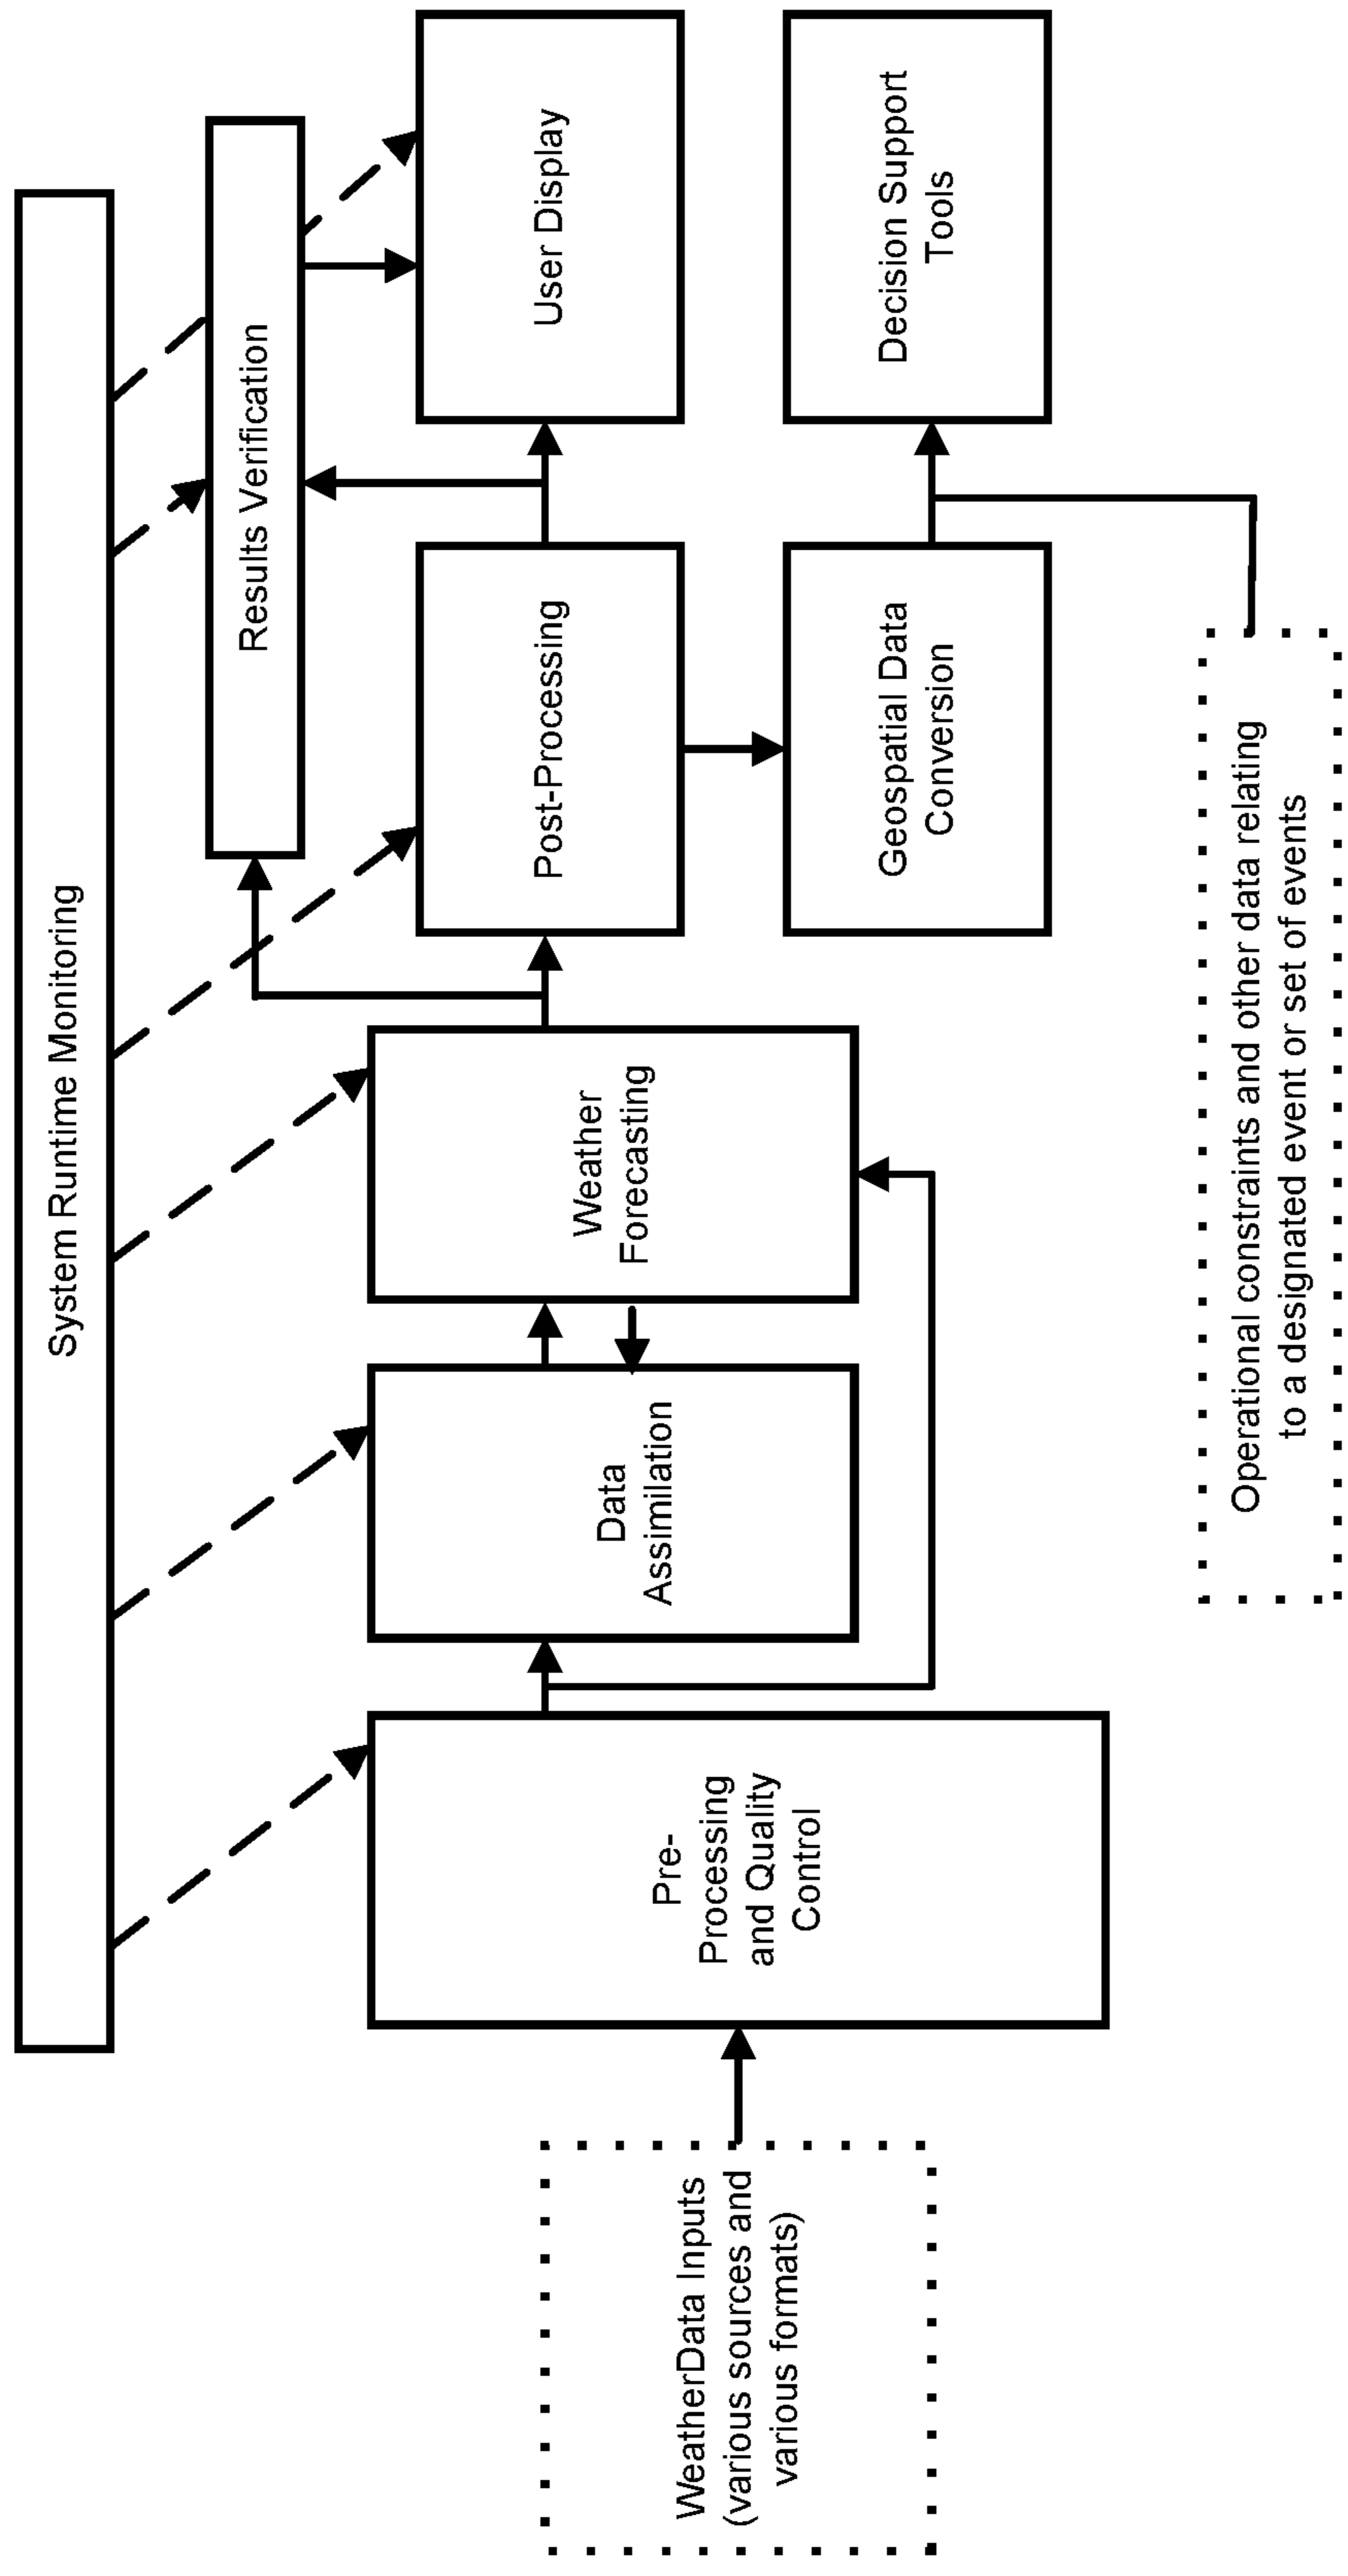 System Runtime Monitoring
Results Verification
WeatherData Inputs
(various sources and
various formats)
Pre-
Processing
and Quality
Control
Data
Assimilation
Weather
Forecasting
Post-Processing
User Display
Geospatial Data
Conversion
Decision Support
Tools
Operational constraints and other data relating
to a designated event or set of events